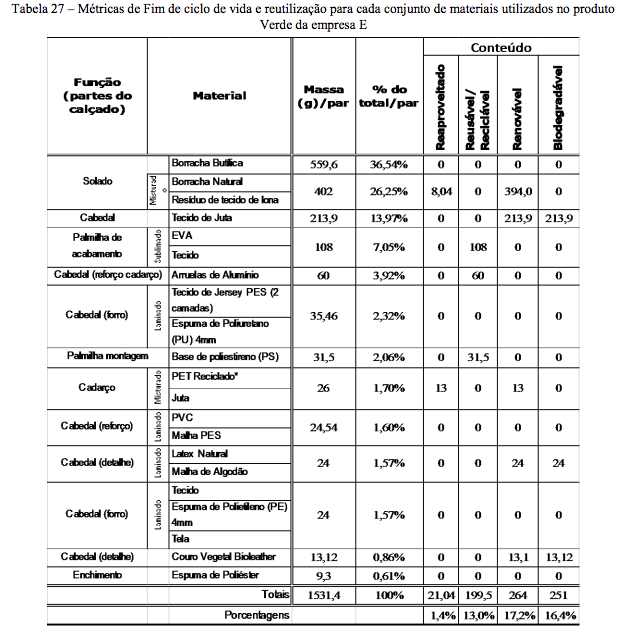 Tabela 27 – Métricas de Fim de ciclo de vida e reutilização para cada conjunto de materiais utilizados no produto
Verde da empresa E
Função (partes do calçado) Material Massa (g)/par % do total/par Conteúdo
Reaproveitado Reusável/ Reciclável Renovável Biodegradável
Solado Borracha Butílica 559,6 36,54% 0 0 0 0
Misturado Borracha Natural 402 26,25% 8,04 0 394,0 0
Resíduo de tecido de lona
Cabedal Tecido de Juta 213,9 13,97% 0 0 213,9 213,9
Palmilha de acabamento Sublimado EVA 108 7,05% 0 108 0 0
Tecido
Cabedal (reforço cadarço) Arruelas de Alumínio 60 3,92% 0 60 0 0
Cabedal (forro) Laminado Tecido de Jersey PES (2 camadas) 35,46 2,32% 0 0 0 0
Espuma de Poliuretano (PU) 4mm
Palmilha montagem Base de poliestireno (PS) 31,5 2,06% 0 31,5 0 0
Cadarço Misturado PET Reciclado* 26 1,70% 13 0 13 0
Juta
Cabedal (reforço) Laminado PVC 24,54 1,60% 0 0 0 0
Malha PES
Cabedal (detalhe) Laminado Latex Natural 24 1,57% 0 0 24 24
Malha de Algodão
Cabedal (forro) Laminado Tecido 24 1,57% 0 0 0 0
Espuma de Polietileno (PE) 4mm
Tela
Cabedal (detalhe) Couro Vegetal Bioleather 13,12 0,86% 0 0 13,1 13,12
Enchimento Espuma de Poliéster 9,3 0,61% 0 0 0 0
Totais 1531,4 100% 21,04 199,5 264 251
Porcentagens 1,4% 13,0% 17,2% 16,4%